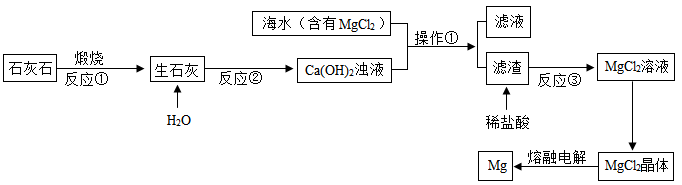 海水（含有MgCl₂）
操作①
滤液
石灰石
煅烧
反应①
生石灰
反应②
Ca(OH)₂浊液
滤渣
反应③
MgCl₂溶液
H₂O
稀盐酸
Mg
熔融电解
MgCl₂晶体